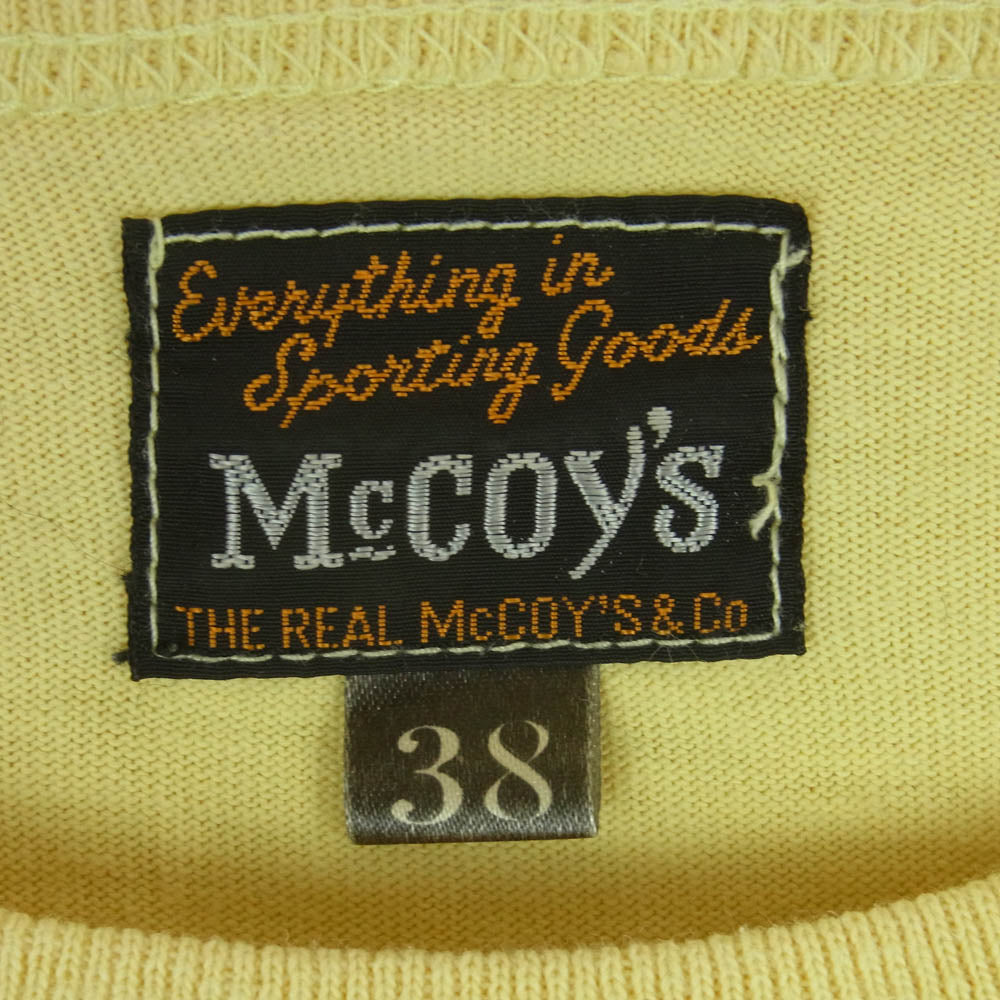 Everything in
Sporting Goods
McCOY'S
THE REAL McCOY'S & Co
38